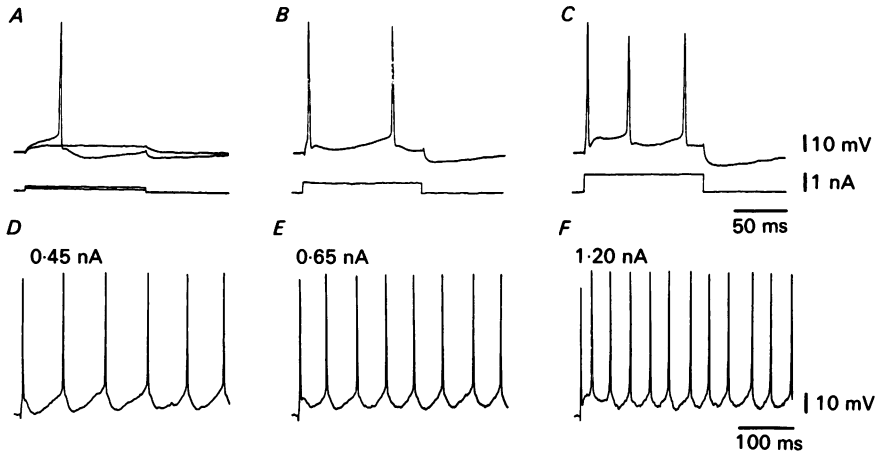 A
B
C
10 mV
1 nA
50 ms
D
E
F
0·45 nA
0·65 nA
1·20 nA
10 mV
100 ms